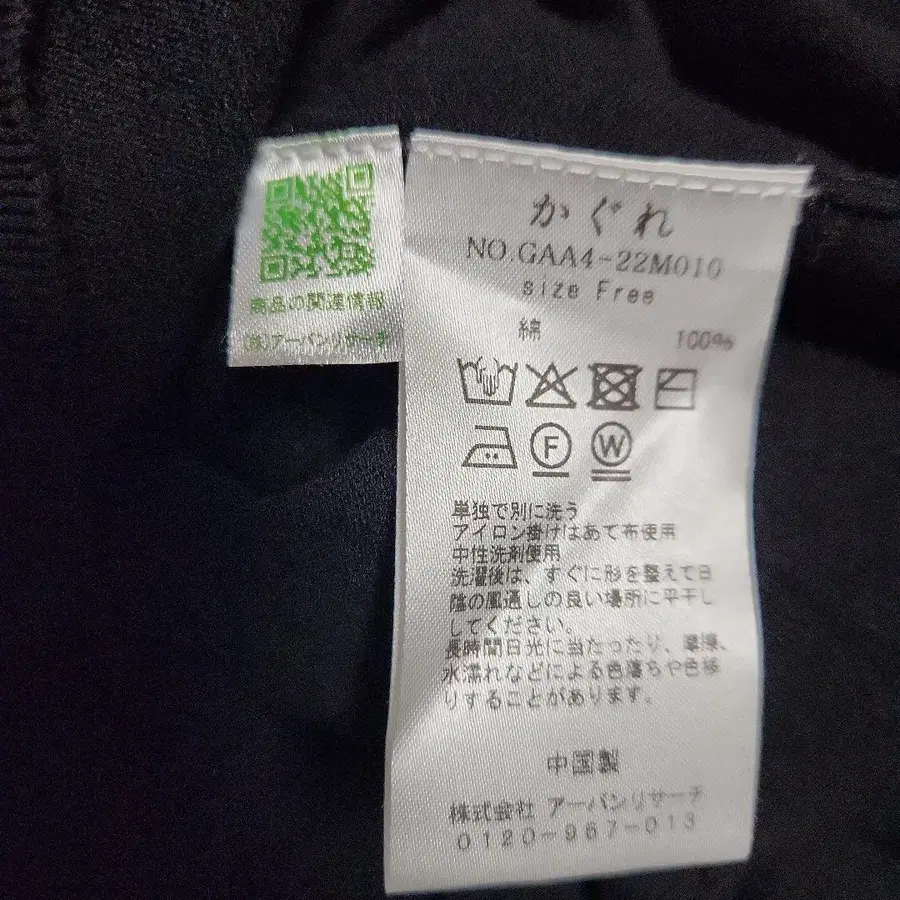 商品の関連情報
(株)アーバンリサーチ
かぐれ
NO.GAA4-22M010
size Free
綿 100%
F W
単独で別に洗う
アイロン掛けはあて布使用
中性洗剤使用
洗濯後は、すぐに形を整えて日
陰の風通しの良い場所に平干し
してください。
長時間日光に当たったり、摩擦、
水濡れなどによる色落ちや色移
りすることがあります。
中国製
株式会社 アーバンリサーチ
0120-967-013